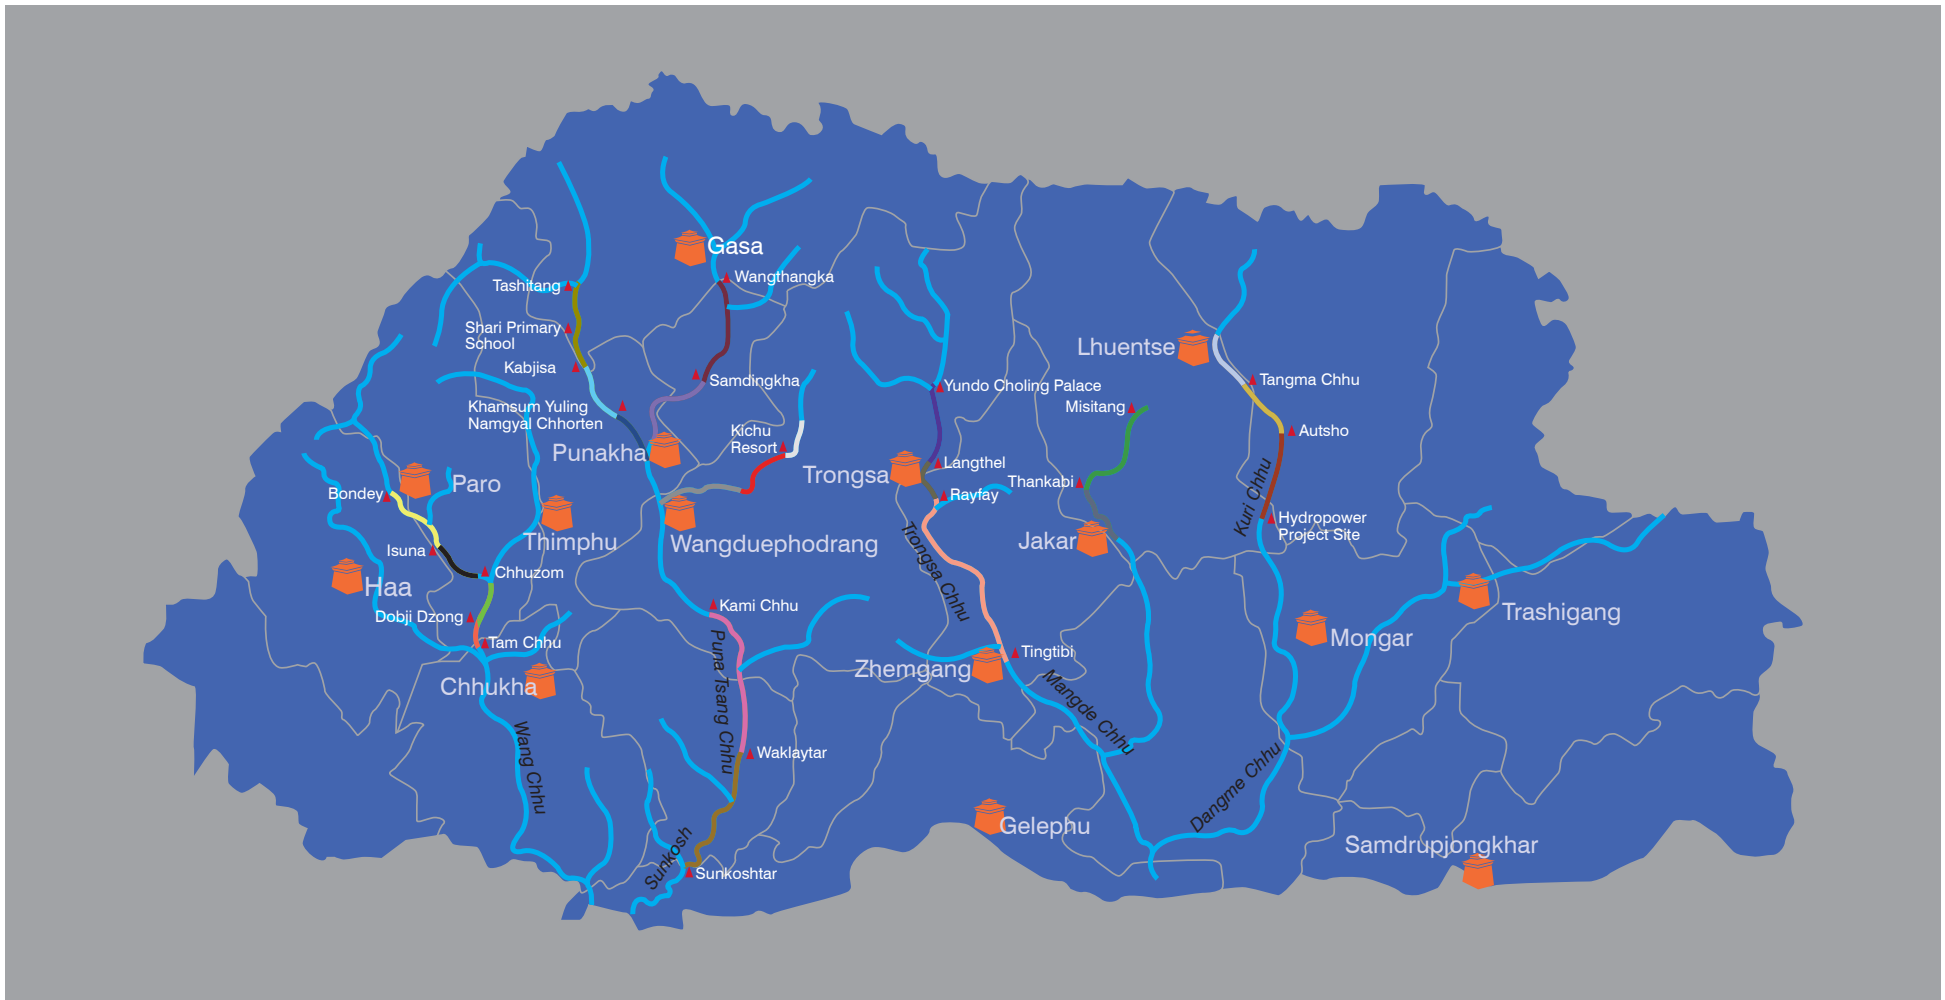 Gasa
Wangthangka
Tashitang
Shari Primary
School
Kabjisa
Samdingkha
Khamsum Yuling
Namgyal Chhorten
Punakha
Kichu
Resort
Lhuentse
Tangma Chhu
Yundo Choling Palace
Misitang
Autsho
Trongsa
Langthel
Thankabi
Rayfay
Kuri Chhu
Hydropower
Project Site
Bondey
Paro
Isuna
Thimphu
Wangduephodrang
Jakar
Haa
Chhuzom
Trongsa Chhu
Dobji Dzong
Kami Chhu
Trashigang
Tam Chhu
Puna Tsang Chhu
Tingtibi
Mongar
Zhemgang
Chhukha
Mangde Chhu
Wang Chhu
Waklaytar
Dangme Chhu
Gelephu
Sunkosh
Samdrupjongkhar
Sunkoshtar